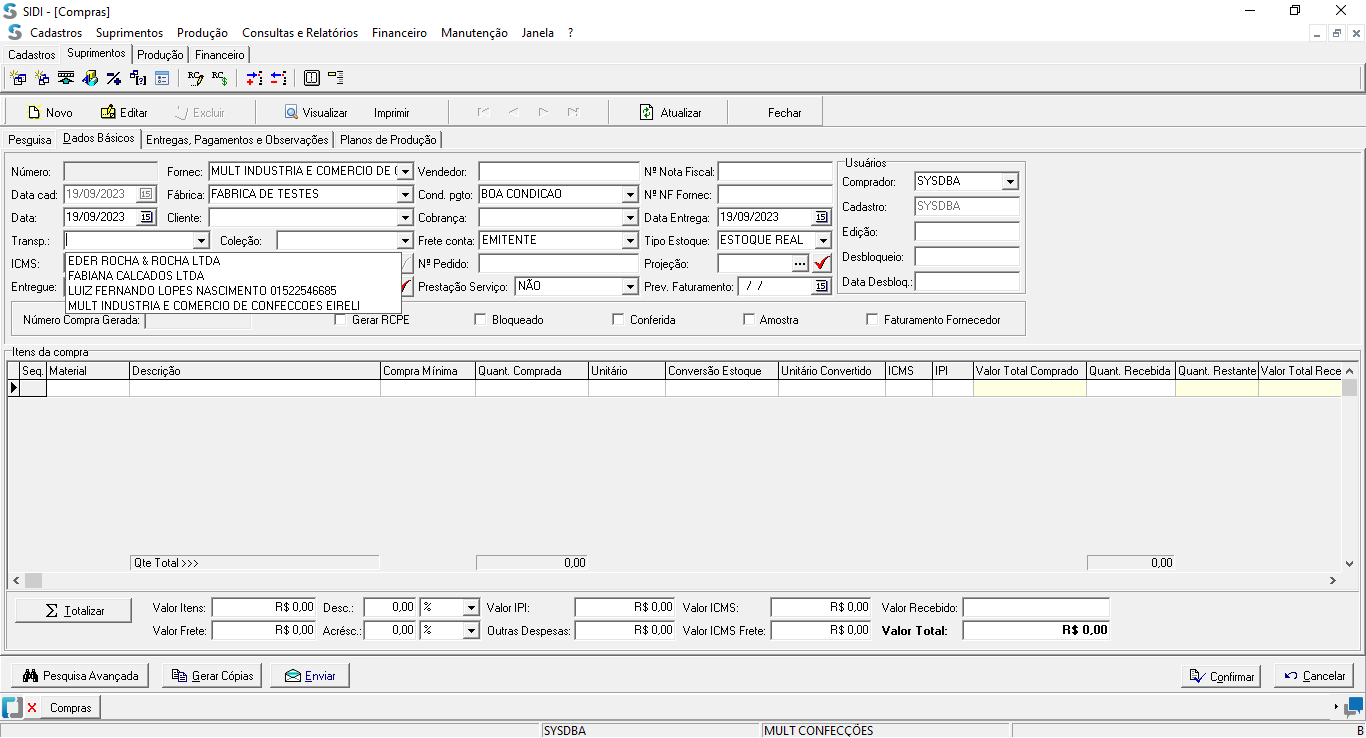 SIDI - [Compras]
Cadastros Suprimentos Produção Consultas e Relatórios Financeiro Manutenção Janela ?
Cadastros Suprimentos Produção Financeiro
Novo Editar Excluir Visualizar Imprimir Atualizar Fechar
Pesquisa Dados Básicos Entregas, Pagamentos e Observações Planos de Produção
Número: Fornec: MULT INDUSTRIA E COMERCIO DE ( Vendedor: Nº Nota Fiscal: Usuários
Comprador: SYSDBA
Data cad: 19/09/2023 15 Fábrica: FABRICA DE TESTES Cond. pgto: BOA CONDICAO Nº NF Fornec:
Cadastro: SYSDBA
Data: 19/09/2023 15 Cliente: Cobrança: Data Entrega: 19/09/2023 15
Edição:
Transp.: Coleção: Frete conta: EMITENTE Tipo Estoque: ESTOQUE REAL
Desbloqueio:
ICMS: EDER ROCHA & ROCHA LTDA Nº Pedido: Projeção: ...
FABIANA CALCADOS LTDA
Data Desbloq.:
Entregue: LUIZ FERNANDO LOPES NASCIMENTO 01522546685 Prestação Serviço: NÃO Prev. Faturamento: / / 15
MULT INDUSTRIA E COMERCIO DE CONFECCOES EIRELI
Número Compra Gerada: Gerar RCPE Bloqueado Conferida Amostra Faturamento Fornecedor
Itens da compra
Seq. Material Descrição Compra Mínima Quant. Comprada Unitário Conversão Estoque Unitário Convertido ICMS IPI Valor Total Comprado Quant. Recebida Quant. Restante Valor Total Rece
Qte Total >>> 0,00 0,00
Σ Totalizar Valor Itens: R$ 0,00 Desc.: 0,00 % Valor IPI: R$ 0,00 Valor ICMS: R$ 0,00 Valor Recebido:
Valor Frete: R$ 0,00 Acrésc.: 0,00 % Outras Despesas: R$ 0,00 Valor ICMS Frete: R$ 0,00 Valor Total: R$ 0,00
Pesquisa Avançada Gerar Cópias Enviar Confirmar Cancelar
Compras
SYSDBA MULT CONFECÇÕES B